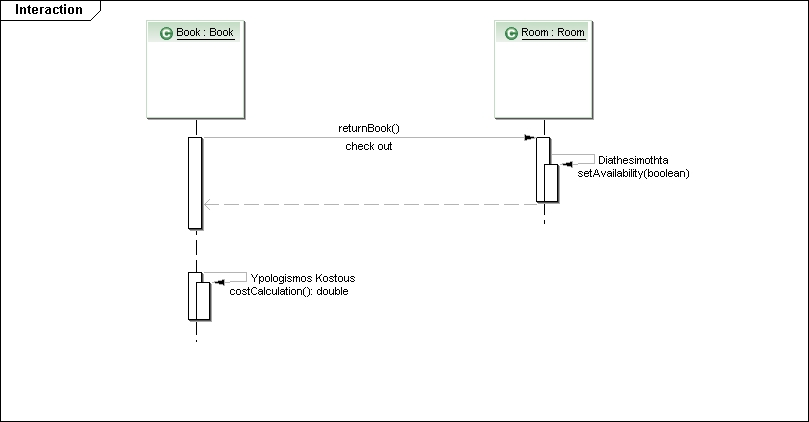 Interaction
Book : Book
Room : Room
returnBook()
check out
Diathesimothta
setAvailability(boolean)
Ypologismos Kostous
costCalculation(): double